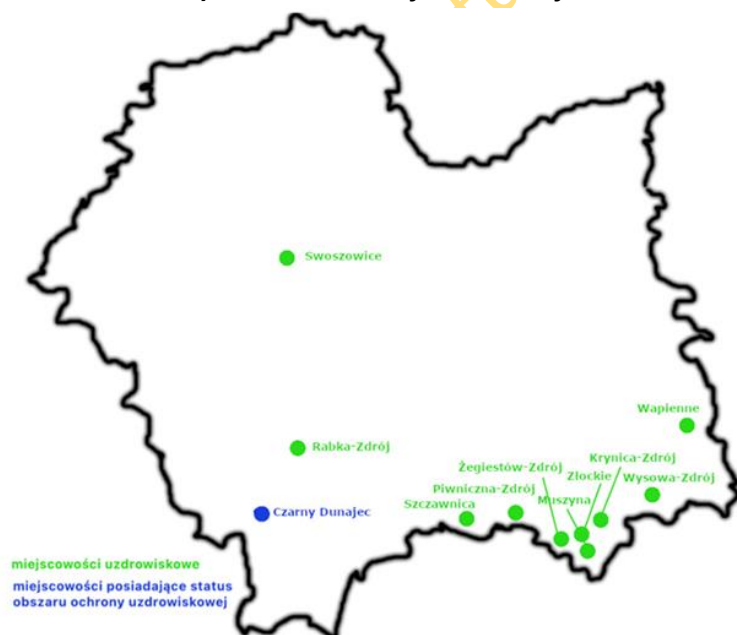 Swoszowice
Wapienne
Rabka-Zdrój
Krynica-Zdrój
Żegiestów-Zdrój
Złockie
Wysowa-Zdrój
Piwniczna-Zdrój
Muszyna
Szczawnica
Czarny Dunajec
miejscowości uzdrowiskowe
miejscowości posiadające status
obszaru ochrony uzdrowiskowej